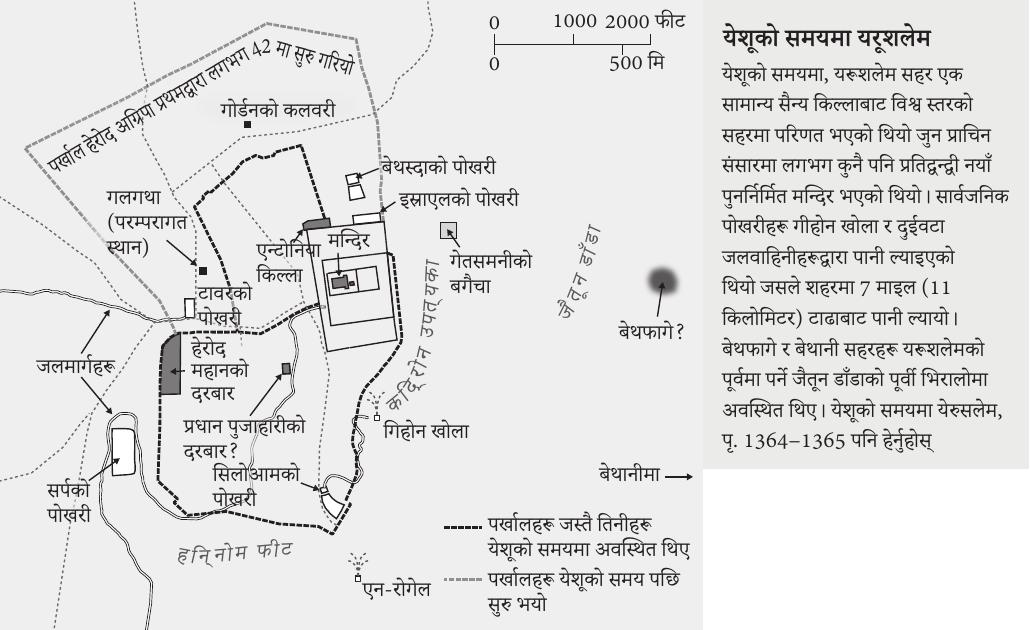 0 1000 2000 फीट
0 500 मि
पर्खाल हेरोद अग्रिपा प्रथमद्वारा लगभग 42 मा सुरु गरियो
गोर्डनको कलवरी
बेथस्दाको पोखरी
इस्राएलको पोखरी
गलगथा
(परम्परागत
स्थान)
एन्टोनिया
किल्ला
मन्दिर
गेतसमनीको
बगैचा
जैतून डाँडा
बेथफागे?
टावरको
पोखरी
किद्रोन उपत्यका
जलमार्गहरू
हेरोद
महानको
दरबार
प्रधान पुजाहारीको
दरबार?
गिहोन खोला
सिलोआमको
पोखरी
सर्पको
पोखरी
बेथानीमा
हिन्नोम फीट
एन-रोगेल
पर्खालहरू जस्तै तिनीहरू
येशूको समयमा अवस्थित थिए
पर्खालहरू येशूको समय पछि
सुरु भयो
येशूको समयमा यरूशलेम
येशूको समयमा, यरूशलेम सहर एक
सामान्य सैन्य किल्लाबाट विश्व स्तरको
सहरमा परिणत भएको थियो जुन प्राचिन
संसारमा लगभग कुनै पनि प्रतिद्वन्द्वी नयाँ
पुनर्निर्मित मन्दिर भएको थियो। सार्वजनिक
पोखरीहरू गीहोन खोला र दुईवटा
जलवाहिनीहरूद्वारा पानी ल्याइएको
थियो जसले शहरमा 7 माइल (11
किलोमिटर) टाढाबाट पानी ल्यायो।
बेथफागे र बेथानी सहरहरू यरूशलेमको
पूर्वमा पर्ने जैतून डाँडाको पूर्वी भिरालोमा
अवस्थित थिए। येशूको समयमा येरुसलेम,
पृ. 1364–1365 पनि हेर्नुहोस्